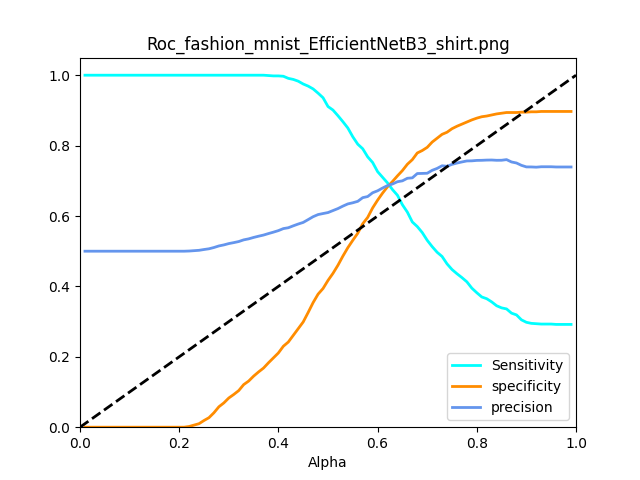 Roc_fashion_mnist_EfficientNetB3_shirt.png
1.0
0.8
0.6
0.4
0.2
0.0
Sensitivity
specificity
precision
0.0 0.2 0.4 0.6 0.8 1.0
Alpha